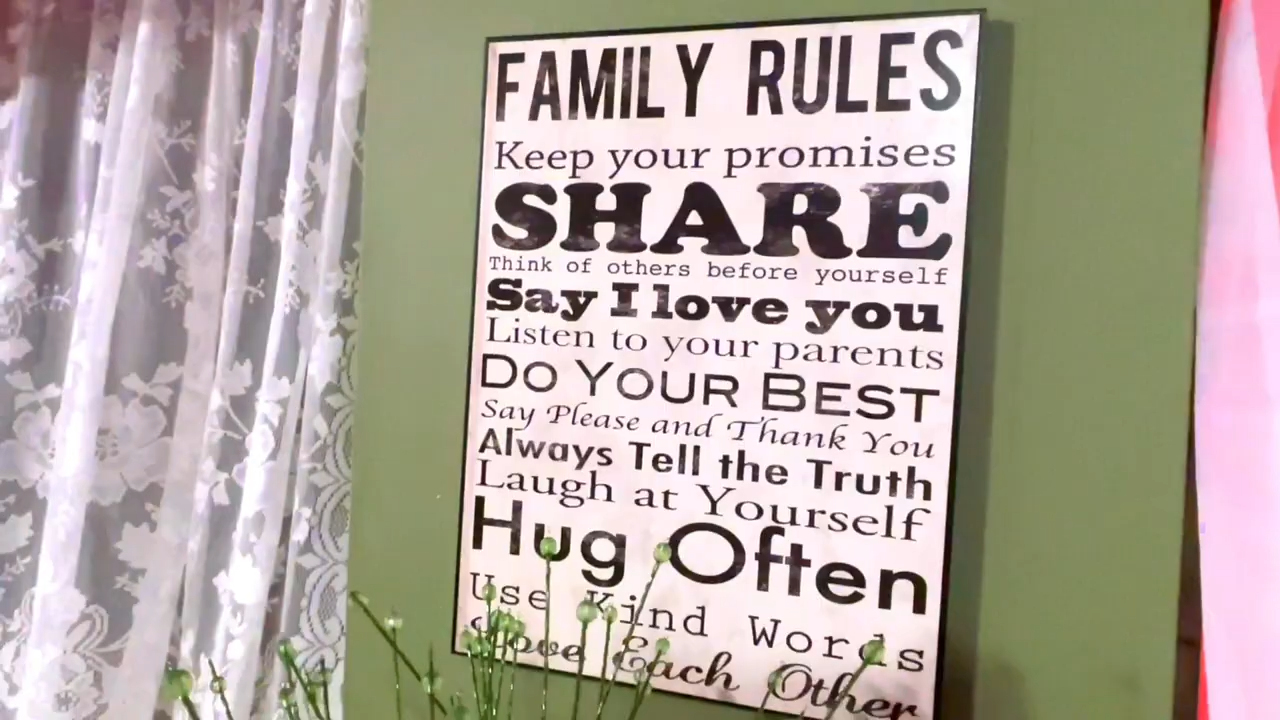 FAMILY RULES
Keep your promises
SHARE
Think of others before yourself
Say I love you
Listen to your parents
DO YOUR BEST
Say Please and Thank You
Always Tell the Truth
Laugh at Yourself
Hug Often
Use Kind Words
Love Each Other